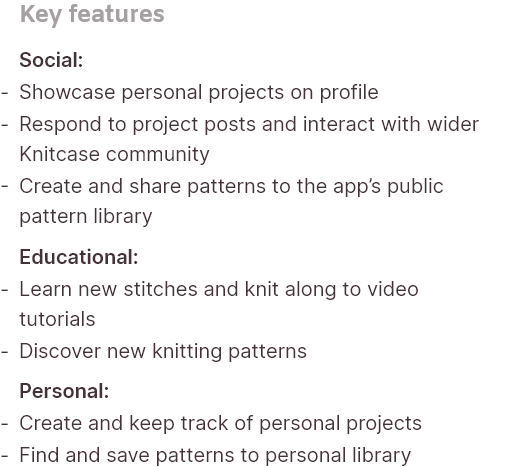 Key features
Social:
- Showcase personal projects on profile
- Respond to project posts and interact with wider
Knitcase community
- Create and share patterns to the app’s public
pattern library
Educational:
- Learn new stitches and knit along to video
tutorials
- Discover new knitting patterns
Personal:
- Create and keep track of personal projects
- Find and save patterns to personal library